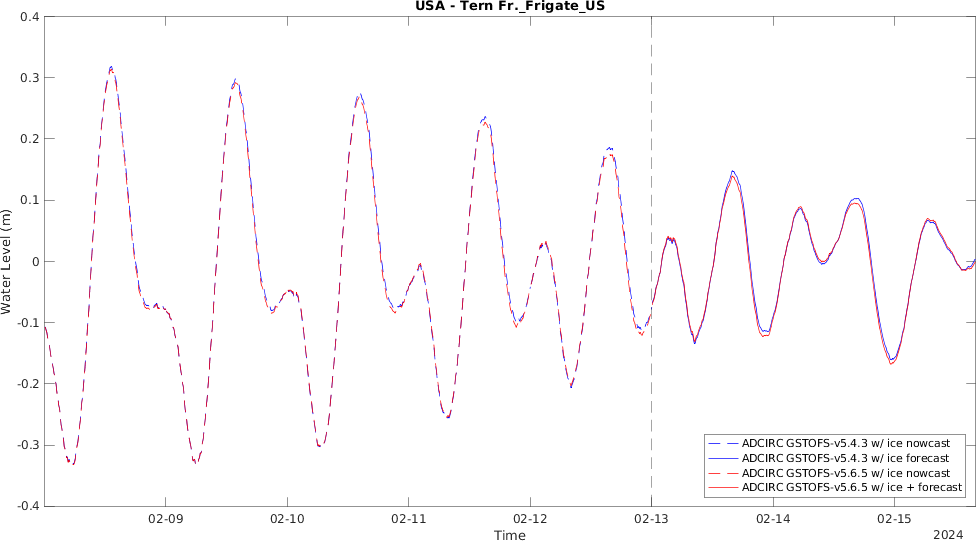 USA - Tern Fr._Frigate_US
0.4
0.3
0.2
0.1
0
-0.1
-0.2
-0.3
-0.4
Water Level (m)
ADCIRC GSTOFS-v5.4.3 w/ ice nowcast
ADCIRC GSTOFS-v5.4.3 w/ ice forecast
ADCIRC GSTOFS-v5.6.5 w/ ice nowcast
ADCIRC GSTOFS-v5.6.5 w/ ice + forecast
02-09 02-10 02-11 02-12 02-13 02-14 02-15
Time
2024